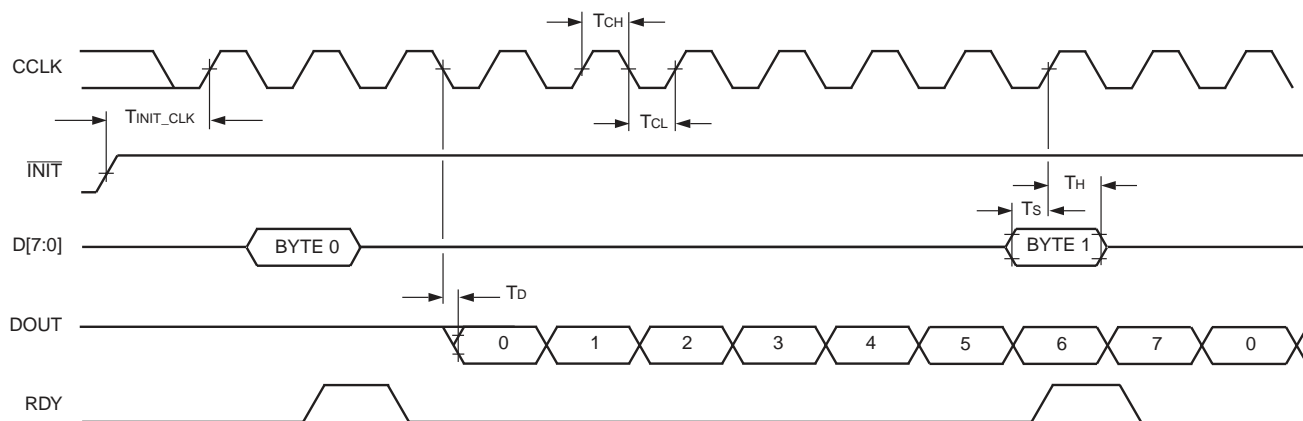 TCH
CCLK
TINIT_CLK
TCL
INIT
TH
TS
D[7:0]
BYTE 0
BYTE 1
TD
DOUT
0 1 2 3 4 5 6 7 0
RDY